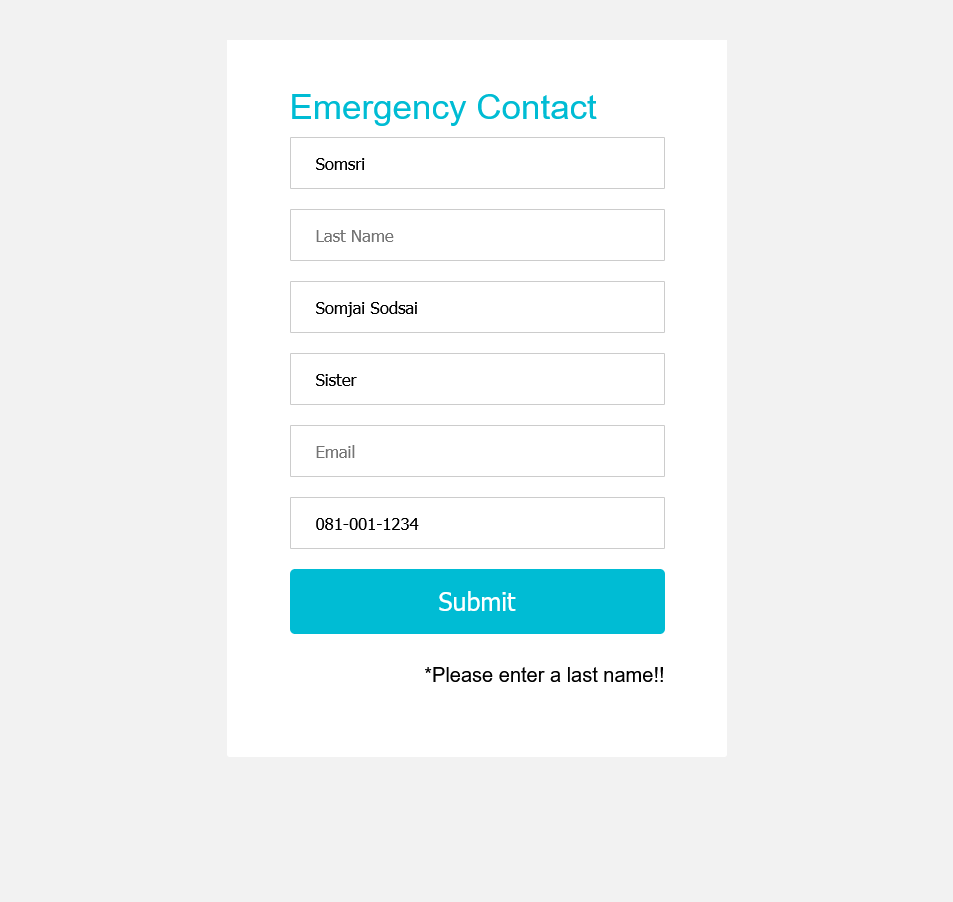 Emergency Contact
Somsri
Last Name
Somjai Sodsai
Sister
Email
081-001-1234
Submit
*Please enter a last name!!